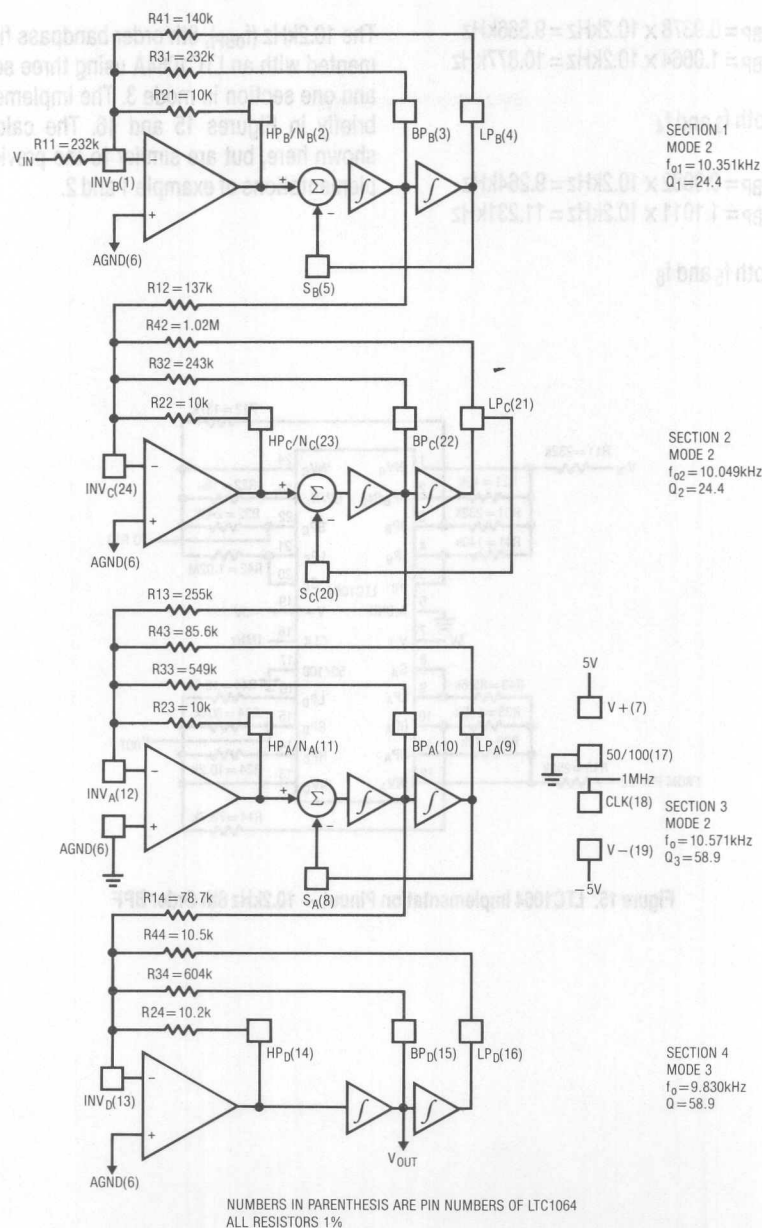 R41=140k
R31=232k
R21=10K
R11=232k
VIN
INVB(1)
HPB/NB(2)
BPB(3)
LPB(4)
+
Σ
∫
∫
−
+
AGND(6)
SB(5)
SECTION 1
MODE 2
fo1=10.351kHz
Q1=24.4
R12=137k
R42=1.02M
R32=243k
R22=10k
HPC/NC(23)
BPC(22)
LPC(21)
INVC(24)
−
+
Σ
∫
∫
−
+
AGND(6)
SC(20)
SECTION 2
MODE 2
fo2=10.049kHz
Q2=24.4
R13=255k
R43=85.6k
R33=549k
R23=10k
HPA/NA(11)
BPA(10)
LPA(9)
INVA(12)
−
+
Σ
∫
∫
−
+
AGND(6)
SA(8)
5V
V+(7)
50/100(17)
1MHz
CLK(18)
V−(19)
−5V
SECTION 3
MODE 2
fo=10.571kHz
Q3=58.9
R14=78.7k
R44=10.5k
R34=604k
R24=10.2k
HPD(14)
BPD(15)
LPD(16)
INVD(13)
−
∫
∫
+
AGND(6)
VOUT
SECTION 4
MODE 3
fo=9.830kHz
Q=58.9
NUMBERS IN PARENTHESIS ARE PIN NUMBERS OF LTC1064
ALL RESISTORS 1%